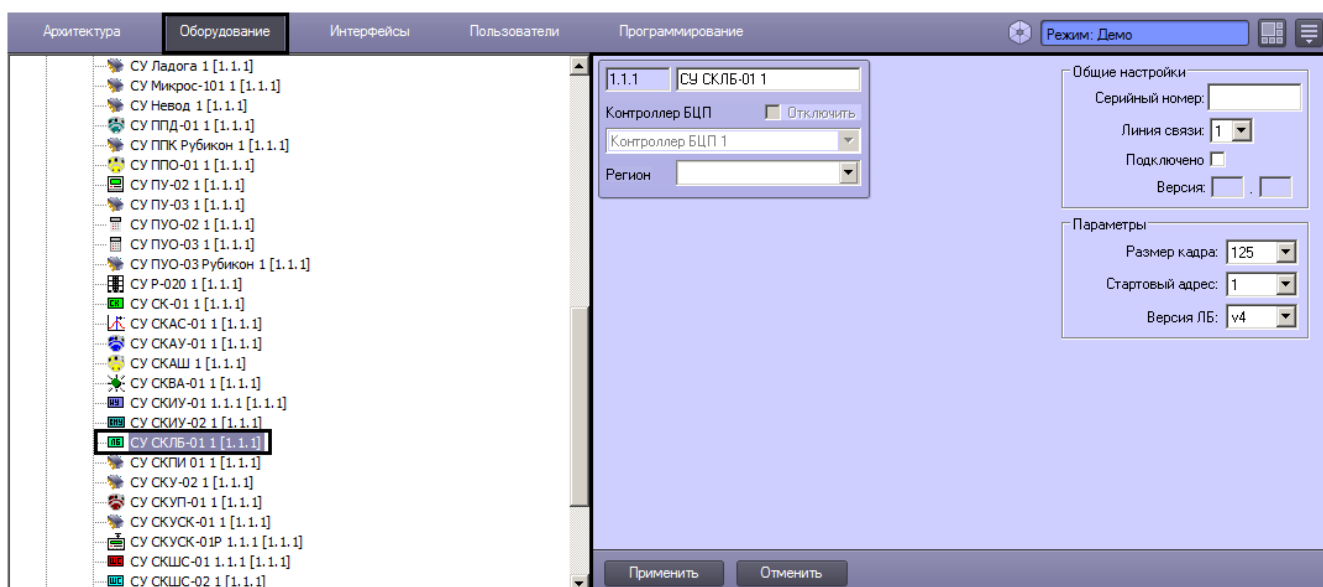 Архитектура Оборудование Интерфейсы Пользователи Программирование Режим: Демо
СУ Ладога 1 [1.1.1]
СУ Микрос-101 1 [1.1.1]
СУ Невод 1 [1.1.1]
СУ ППД-01 1 [1.1.1]
СУ ППК Рубикон 1 [1.1.1]
СУ ППО-01 1 [1.1.1]
СУ ПУ-02 1 [1.1.1]
СУ ПУ-03 1 [1.1.1]
СУ ПУО-02 1 [1.1.1]
СУ ПУО-03 1 [1.1.1]
СУ ПУО-03 Рубикон 1 [1.1.1]
СУ Р-020 1 [1.1.1]
СУ СК-01 1 [1.1.1]
СУ СКАС-01 1 [1.1.1]
СУ СКАУ-01 1 [1.1.1]
СУ СКАШ 1 [1.1.1]
СУ СКВА-01 1 [1.1.1]
СУ СКИУ-01 1.1.1 [1.1.1]
СУ СКИУ-02 1 [1.1.1]
СУ СКЛБ-01 1 [1.1.1]
СУ СКПИ 01 1 [1.1.1]
СУ СКУ-02 1 [1.1.1]
СУ СКУП-01 1 [1.1.1]
СУ СКУСК-01 1 [1.1.1]
СУ СКУСК-01Р 1.1.1 [1.1.1]
СУ СКШС-01 1.1.1 [1.1.1]
СУ СКШС-02 1 [1.1.1]
1.1.1 СУ СКЛБ-01 1
Контроллер БЦП Отключить
Контроллер БЦП 1
Регион
Общие настройки
Серийный номер:
Линия связи: 1
Подключено
Версия: .
Параметры
Размер кадра: 125
Стартовый адрес: 1
Версия ЛБ: v4
Применить Отменить